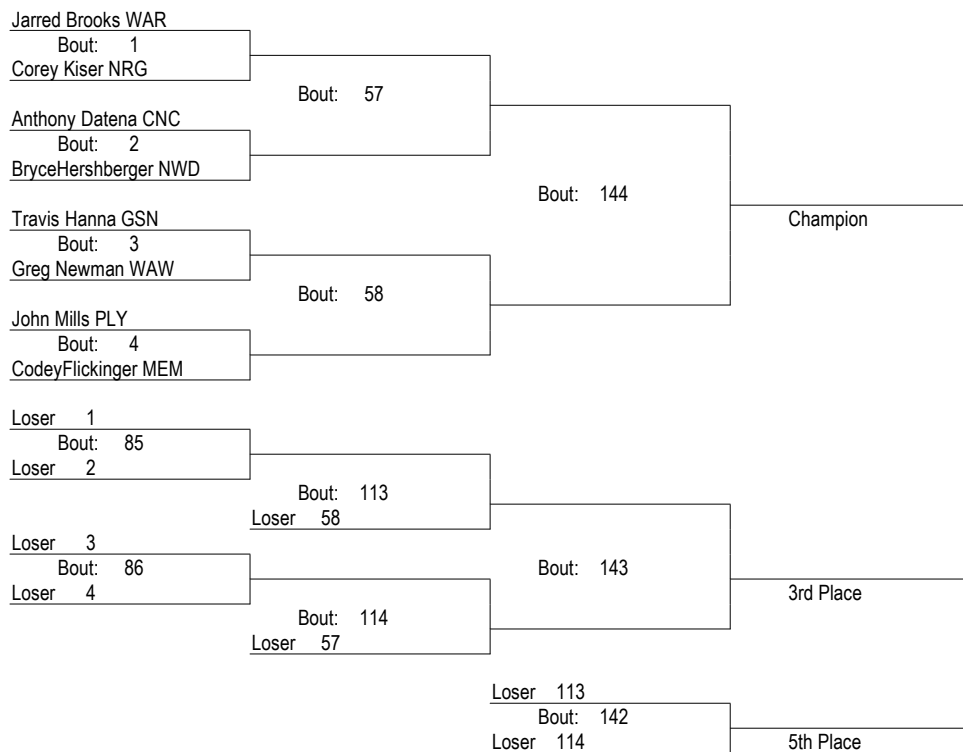 Jarred Brooks WAR
Bout: 1
Corey Kiser NRG
Bout: 57
Anthony Datena CNC
Bout: 2
BryceHershberger NWD
Bout: 144
Travis Hanna GSN
Champion
Bout: 3
Greg Newman WAW
Bout: 58
John Mills PLY
Bout: 4
CodeyFlickinger MEM
Loser 1
Bout: 85
Loser 2
Bout: 113
Loser 58
Loser 3
Bout: 86
Bout: 143
Loser 4
3rd Place
Bout: 114
Loser 57
Loser 113
Bout: 142
Loser 114
5th Place